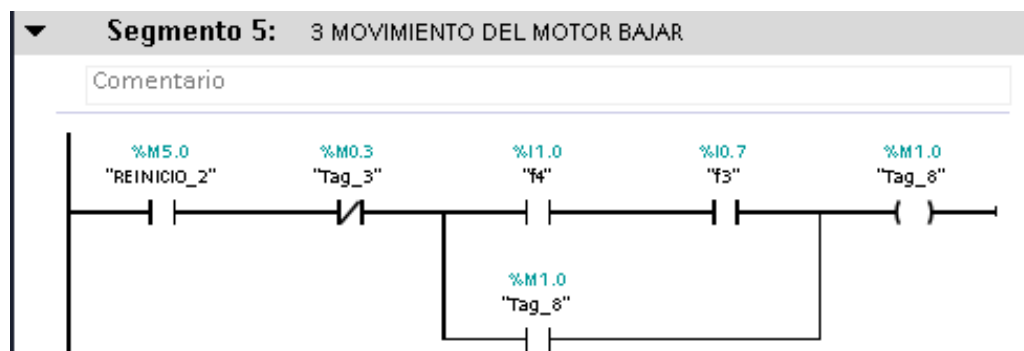 Segmento 5: 3 MOVIMIENTO DEL MOTOR BAJAR
Comentario
%M5.0 %M0.3 %I1.0 %I0.7 %M1.0
"REINICIO_2" "Tag_3" "f4" "f3" "Tag_8"
%M1.0
"Tag_8"